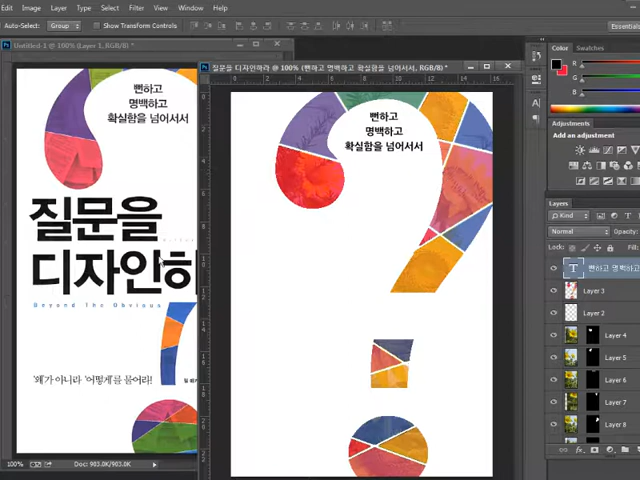 Edit Image Layer Type Select Filter View Window Help
Auto-Select: Group Show Transform Controls
Essentials
Untitled-1 @ 100% (Layer 1, RGB/8) *
질문을 디자인하라 @ 100% (뻔하고 명백하고 확실함을 넘어서서, RGB/8) *
뻔하고
명백하고
확실함을 넘어서서
질문을
디자인하
Beyond The Obvious
'왜'가 아니라 '어떻게'를 물어라!
100% Doc: 903.0K/903.0K
뻔하고
명백하고
확실함을 넘어서서
Color Swatches
R
G
B
Adjustments
Add an adjustment
Layers
Kind
Normal Opacity:
Lock: Fill:
뻔하고 명백하고
Layer 3
Layer 2
Layer 4
Layer 5
Layer 6
Layer 7
Layer 8